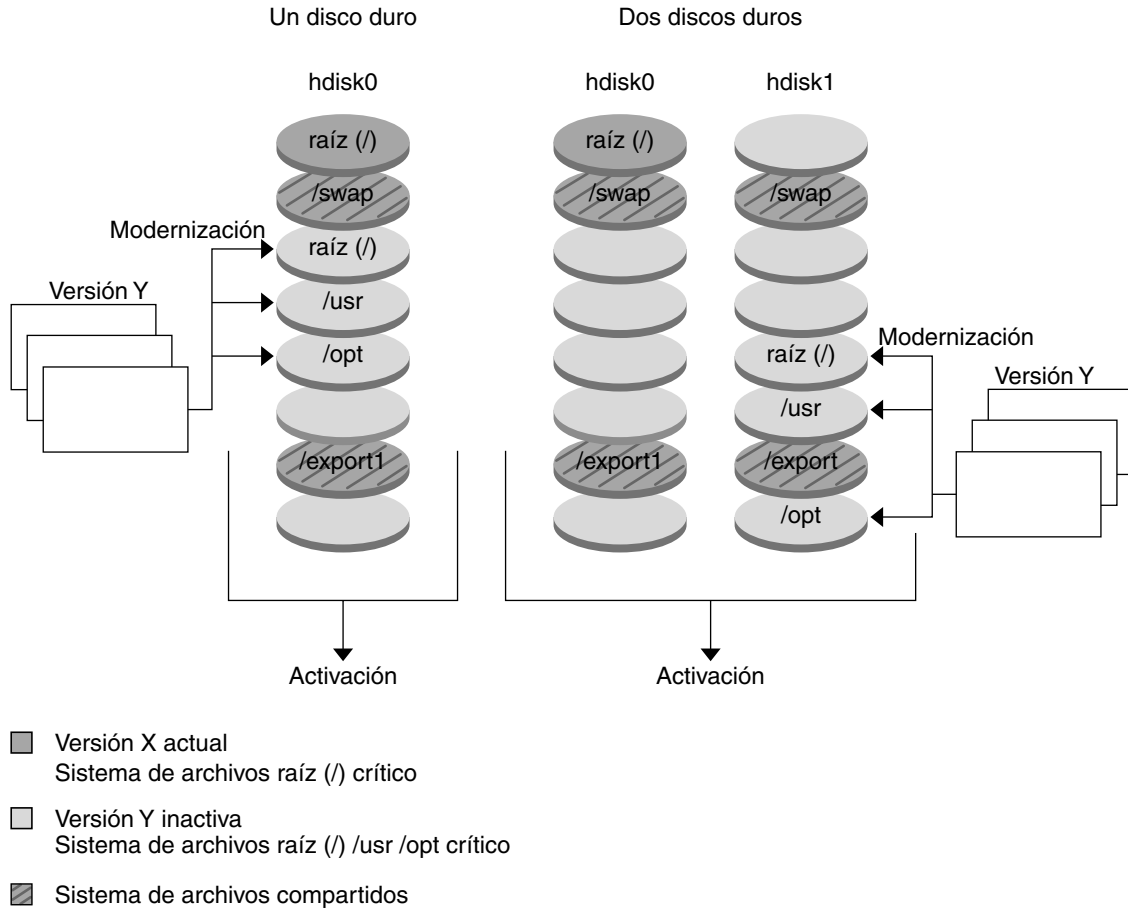 Un disco duro
Dos discos duros
hdisk0
hdisk0
hdisk1
raíz (/)
raíz (/)
/swap
/swap
/swap
Modernización
raíz (/)
Versión Y
/usr
/opt
raíz (/)
Modernización
Versión Y
/usr
/export1
/export1
/export
/opt
Activación
Activación
Versión X actual
Sistema de archivos raíz (/) crítico
Versión Y inactiva
Sistema de archivos raíz (/) /usr /opt crítico
Sistema de archivos compartidos